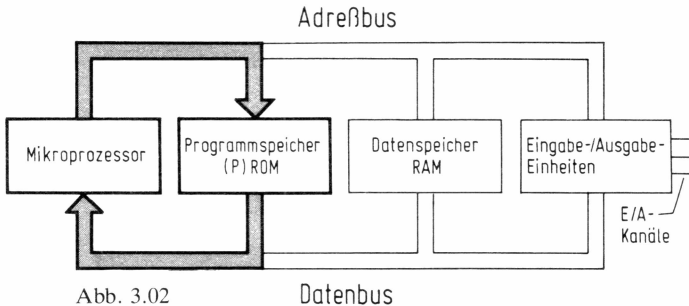 Adreßbus
Mikroprozessor
Programmspeicher
(P)ROM
Datenspeicher
RAM
Eingabe-/Ausgabe-
Einheiten
E/A-
Kanäle
Abb. 3.02
Datenbus